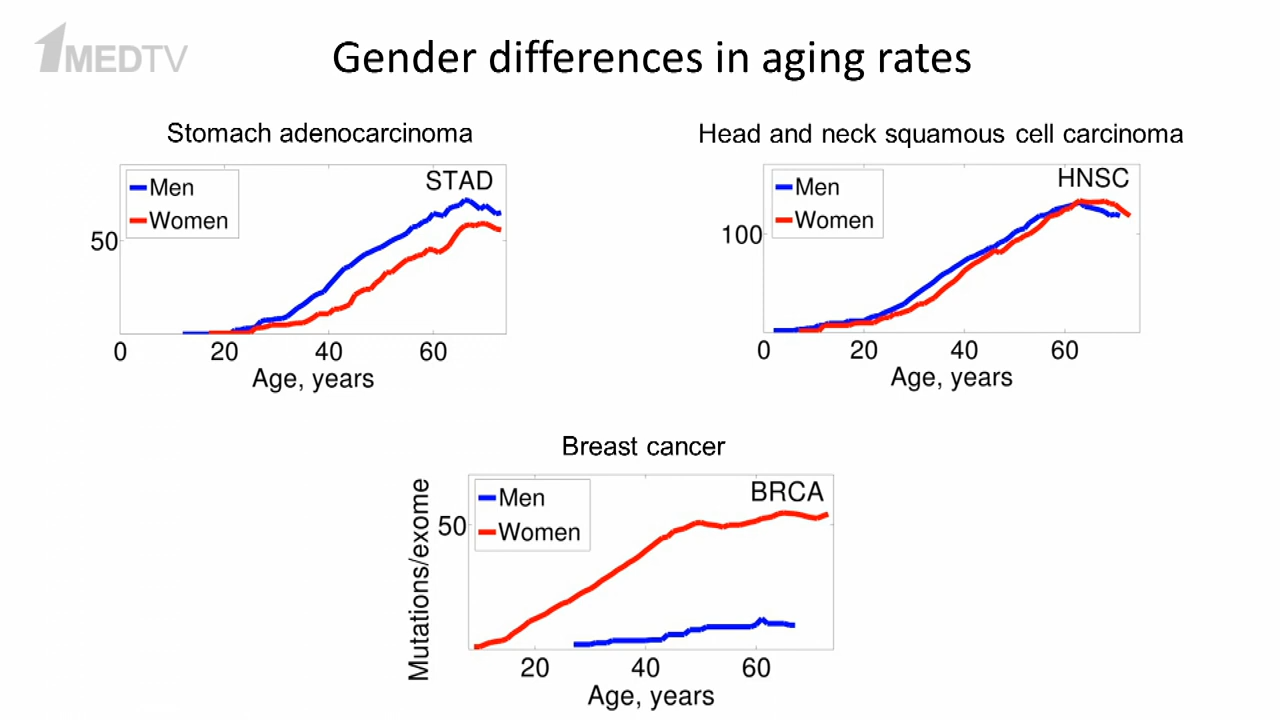 1MEDTV
Gender differences in aging rates
Stomach adenocarcinoma
Men
Women
STAD
50
0
20
40
60
Age, years
Head and neck squamous cell carcinoma
Men
Women
HNSC
100
0
20
40
60
Age, years
Breast cancer
Men
Women
BRCA
50
Mutations/exome
20
40
60
Age, years